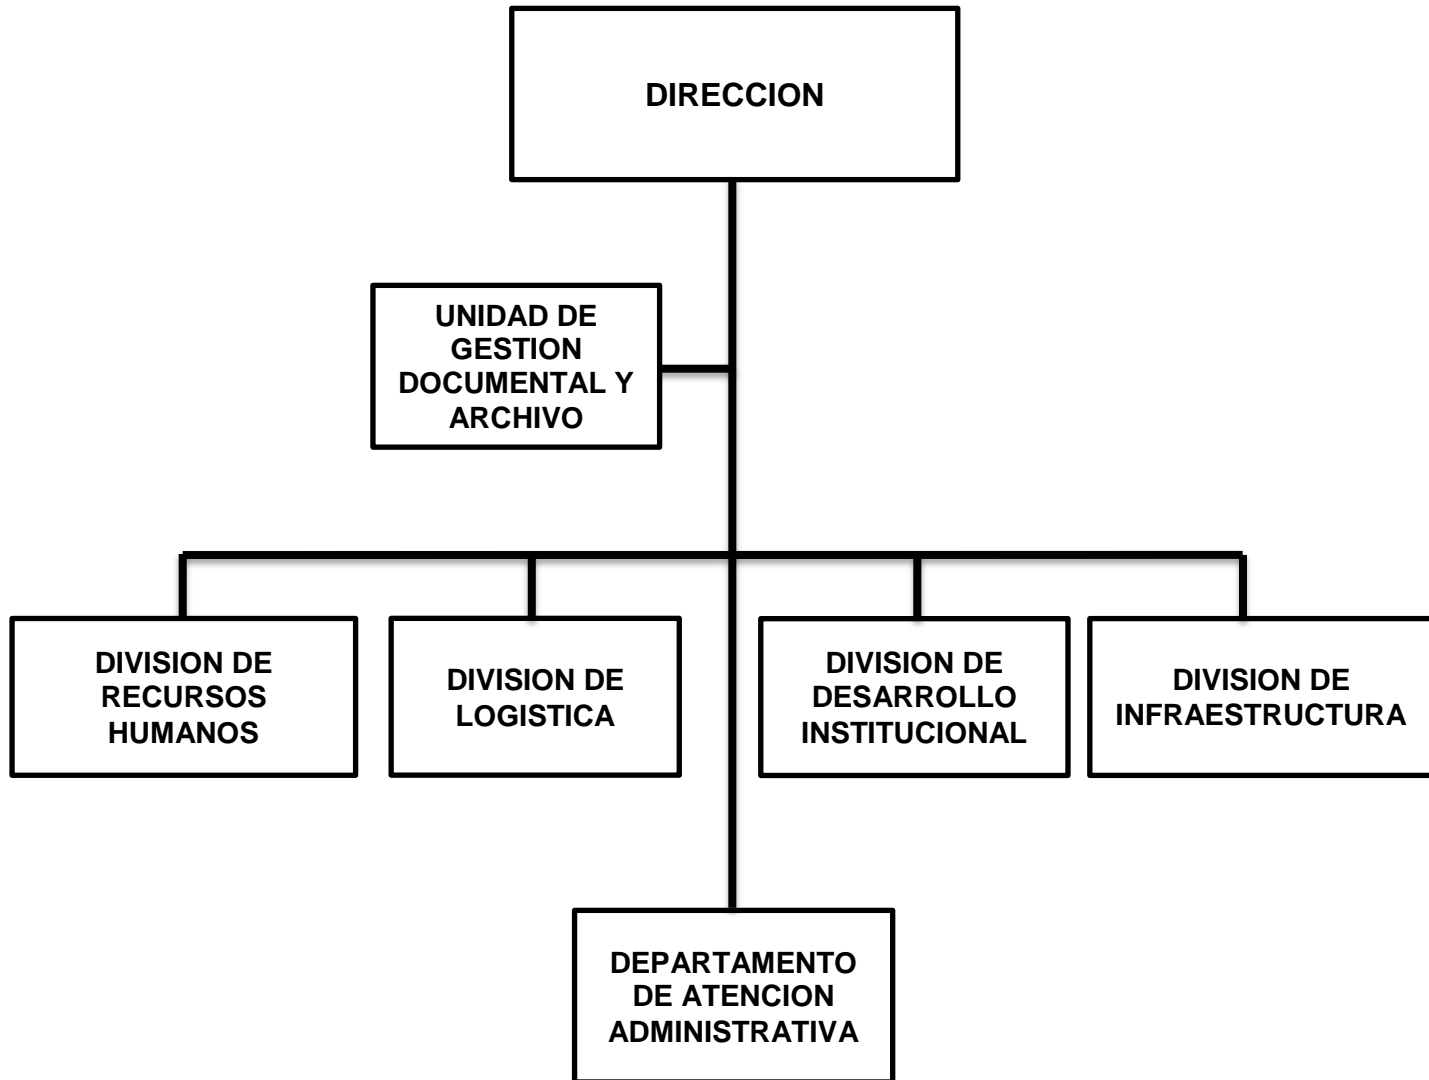 DIRECCION
UNIDAD DE
GESTION
DOCUMENTAL Y
ARCHIVO
DIVISION DE
RECURSOS
HUMANOS
DIVISION DE
LOGISTICA
DIVISION DE
DESARROLLO
INSTITUCIONAL
DIVISION DE
INFRAESTRUCTURA
DEPARTAMENTO
DE ATENCION
ADMINISTRATIVA